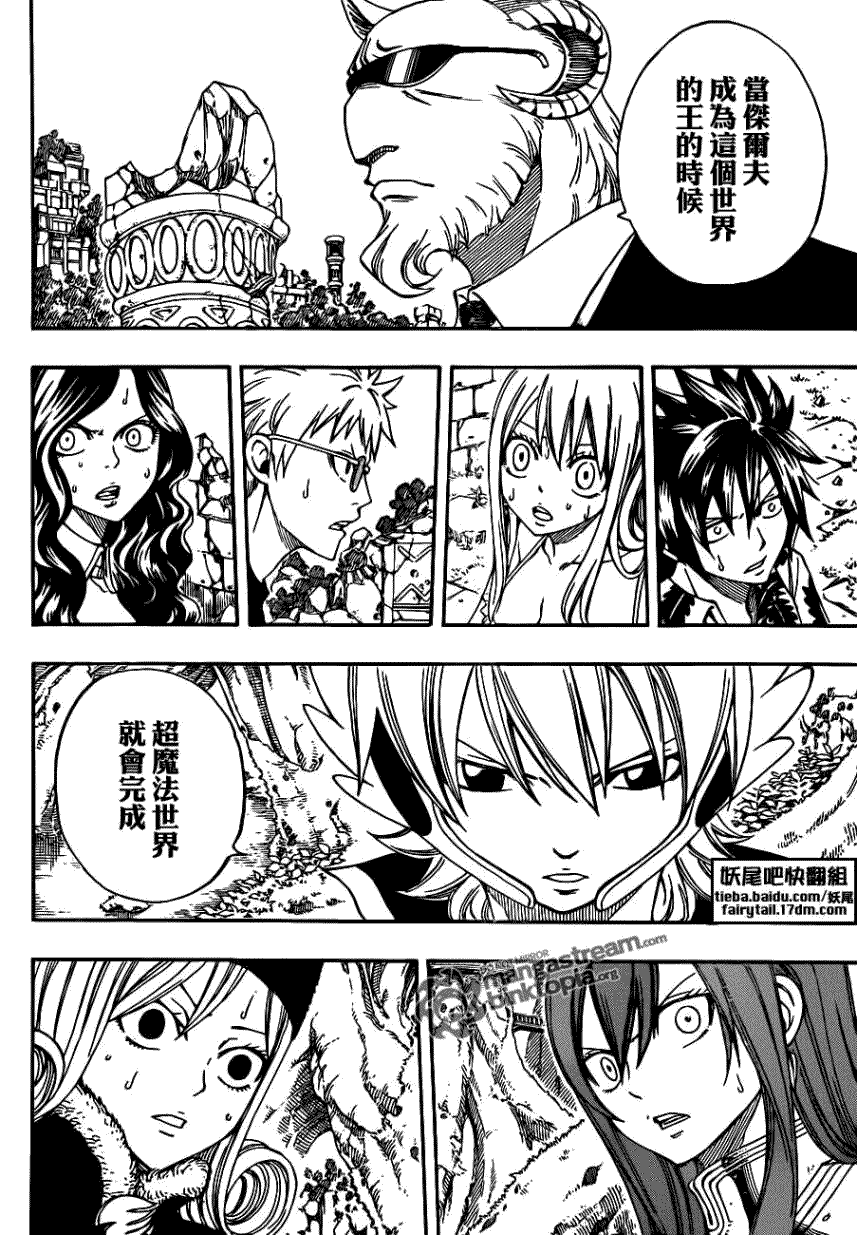 當傑爾夫
成為這個世界
的王的時候
超魔法世界
就會完成
妖尾吧快翻組
tieba.baidu.com/妖尾
fairytail.17dm.com
mangastream.com
binktopia.org